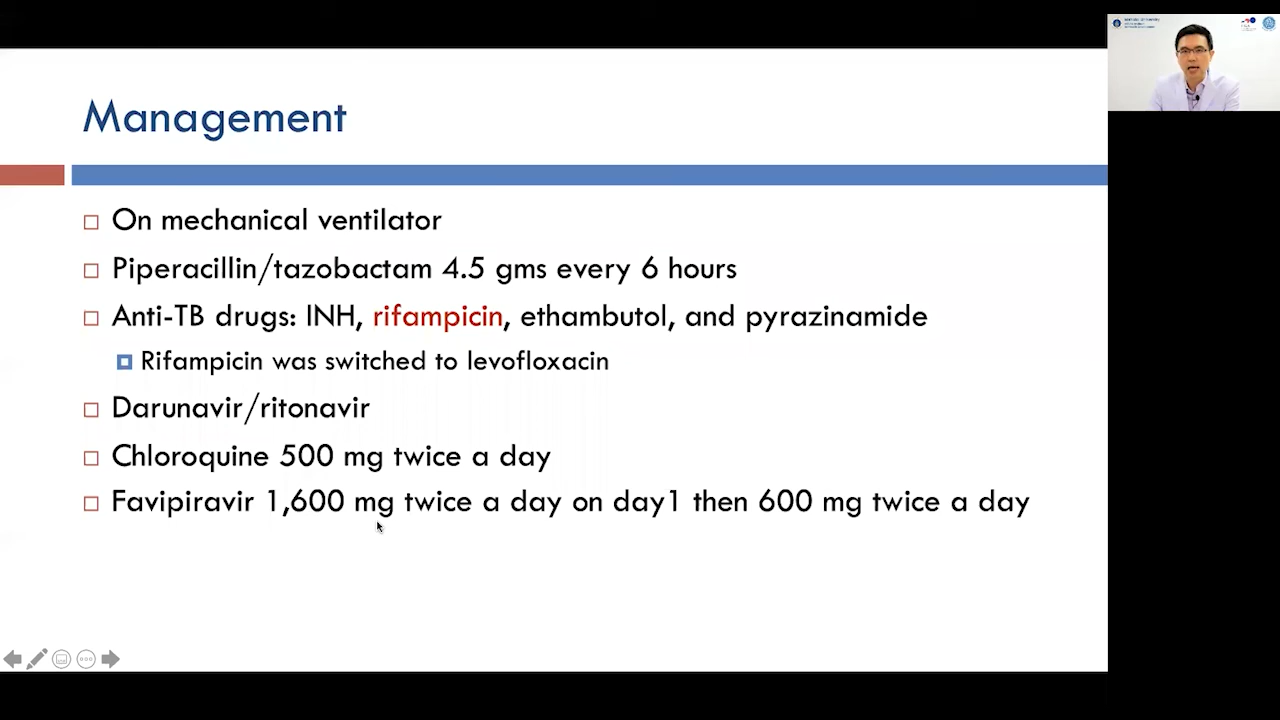 Management
On mechanical ventilator
Piperacillin/tazobactam 4.5 gms every 6 hours
Anti-TB drugs: INH, rifampicin, ethambutol, and pyrazinamide
Rifampicin was switched to levofloxacin
Darunavir/ritonavir
Chloroquine 500 mg twice a day
Favipiravir 1,600 mg twice a day on day1 then 600 mg twice a day